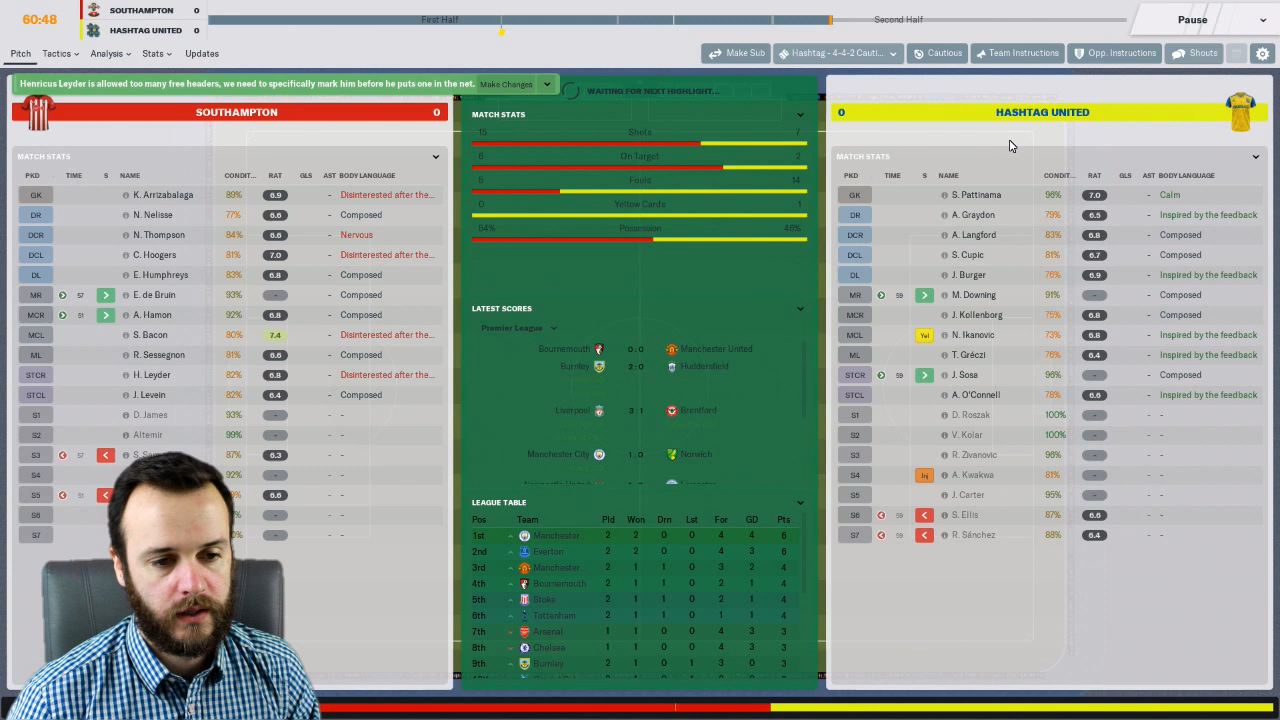 60:48
SOUTHAMPTON 0
HASHTAG UNITED 0
First Half
Second Half
Pause
Pitch Tactics Analysis Stats Updates
Make Sub
Hashtag - 4-4-2 Cauti...
Cautious
Team Instructions
Opp. Instructions
Shouts
Henricus Leyder is allowed too many free headers, we need to specifically mark him before he puts one in the net. Make Changes
WAITING FOR NEXT HIGHLIGHT...
SOUTHAMPTON 0
MATCH STATS
PKD TIME S NAME CONDIT... RAT GLS AST BODY LANGUAGE
GK K. Arrizabalaga 89% 6.9 - Disinterested after the...
DR N. Nelisse 77% 6.6 - Composed
DCR N. Thompson 84% 6.6 - Nervous
DCL C. Hoogers 81% 7.0 - Disinterested after the...
DL E. Humphreys 83% 6.8 - Composed
MR 57 E. de Bruin 93% - - Composed
MCR 51 A. Hamon 92% 6.8 - Composed
MCL S. Bacon 80% 7.4 - Disinterested after the...
ML R. Sessegnon 81% 6.6 - Composed
STCR H. Leyder 82% 6.8 - Disinterested after the...
STCL J. Levein 82% 6.4 - Composed
S1 D. James 93% - - -
S2 Altemir 99% - - -
S3 57 87% 6.3 - -
S4 92% - - -
S5 51 6.6 - -
S6 - - -
S7 - - -
MATCH STATS
15 Shots 7
6 On Target 2
5 Fouls 14
0 Yellow Cards 1
54% Possession 46%
LATEST SCORES
Premier League
Bournemouth 0 : 0 Manchester United
Burnley 2 : 0 Huddersfield
Liverpool 3 : 1 Brentford
Manchester City 1 : 0 Norwich
LEAGUE TABLE
Pos Team Pld Won Drn Lst For GD Pts
1st Manchester... 2 2 0 0 4 4 6
2nd Everton 2 2 0 0 4 3 6
3rd Manchester... 2 1 1 0 3 2 4
4th Bournemouth 2 1 1 0 2 1 4
5th Stoke 2 1 1 0 2 1 4
6th Tottenham 2 1 1 0 1 1 4
7th Arsenal 1 1 0 0 4 3 3
8th Chelsea 1 1 0 0 4 3 3
9th Burnley 2 1 0 1 3 0 3
0 HASHTAG UNITED
MATCH STATS
PKD TIME S NAME CONDIT... RAT GLS AST BODY LANGUAGE
GK S. Pattinama 96% 7.0 - Calm
DR A. Graydon 79% 6.5 - Inspired by the feedback
DCR A. Langford 83% 6.8 - Composed
DCL S. Cupic 81% 6.7 - Composed
DL J. Burger 76% 6.9 - Inspired by the feedback
MR 59 M. Downing 91% - - Composed
MCR J. Kollenborg 75% 6.8 - Composed
MCL Yel N. Ikanovic 73% 6.8 - Inspired by the feedback
ML T. Gréczi 76% 6.4 - Inspired by the feedback
STCR 59 J. Sosa 96% - - Composed
STCL A. O'Connell 78% 6.6 - Inspired by the feedback
S1 D. Roszak 100% - - -
S2 V. Kolar 100% - - -
S3 R. Zivanovic 96% - - -
S4 Inj A. Kwakwa 81% - - -
S5 J. Carter 95% - - -
S6 59 S. Ellis 87% 6.6 - -
S7 59 R. Sánchez 88% 6.4 - -